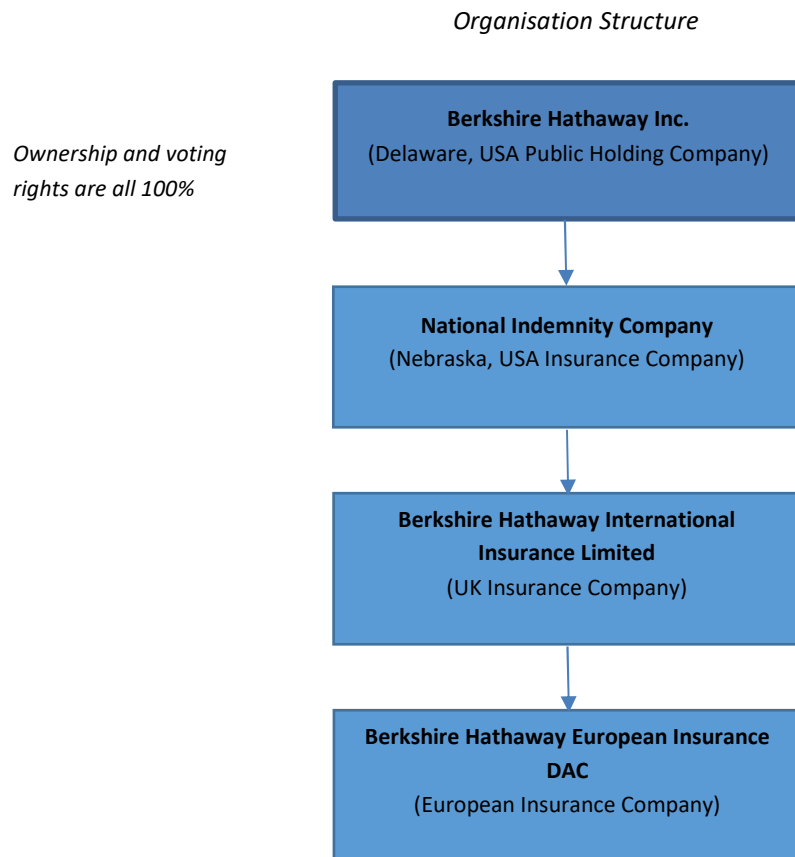 Organisation Structure
Ownership and voting
rights are all 100%
Berkshire Hathaway Inc.
(Delaware, USA Public Holding Company)
National Indemnity Company
(Nebraska, USA Insurance Company)
Berkshire Hathaway International
Insurance Limited
(UK Insurance Company)
Berkshire Hathaway European Insurance
DAC
(European Insurance Company)